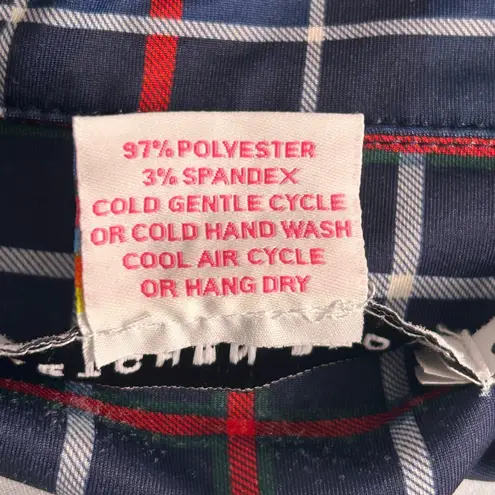 97% POLYESTER
3% SPANDEX
COLD GENTLE CYCLE
OR COLD HAND WASH
COOL AIR CYCLE
OR HANG DRY